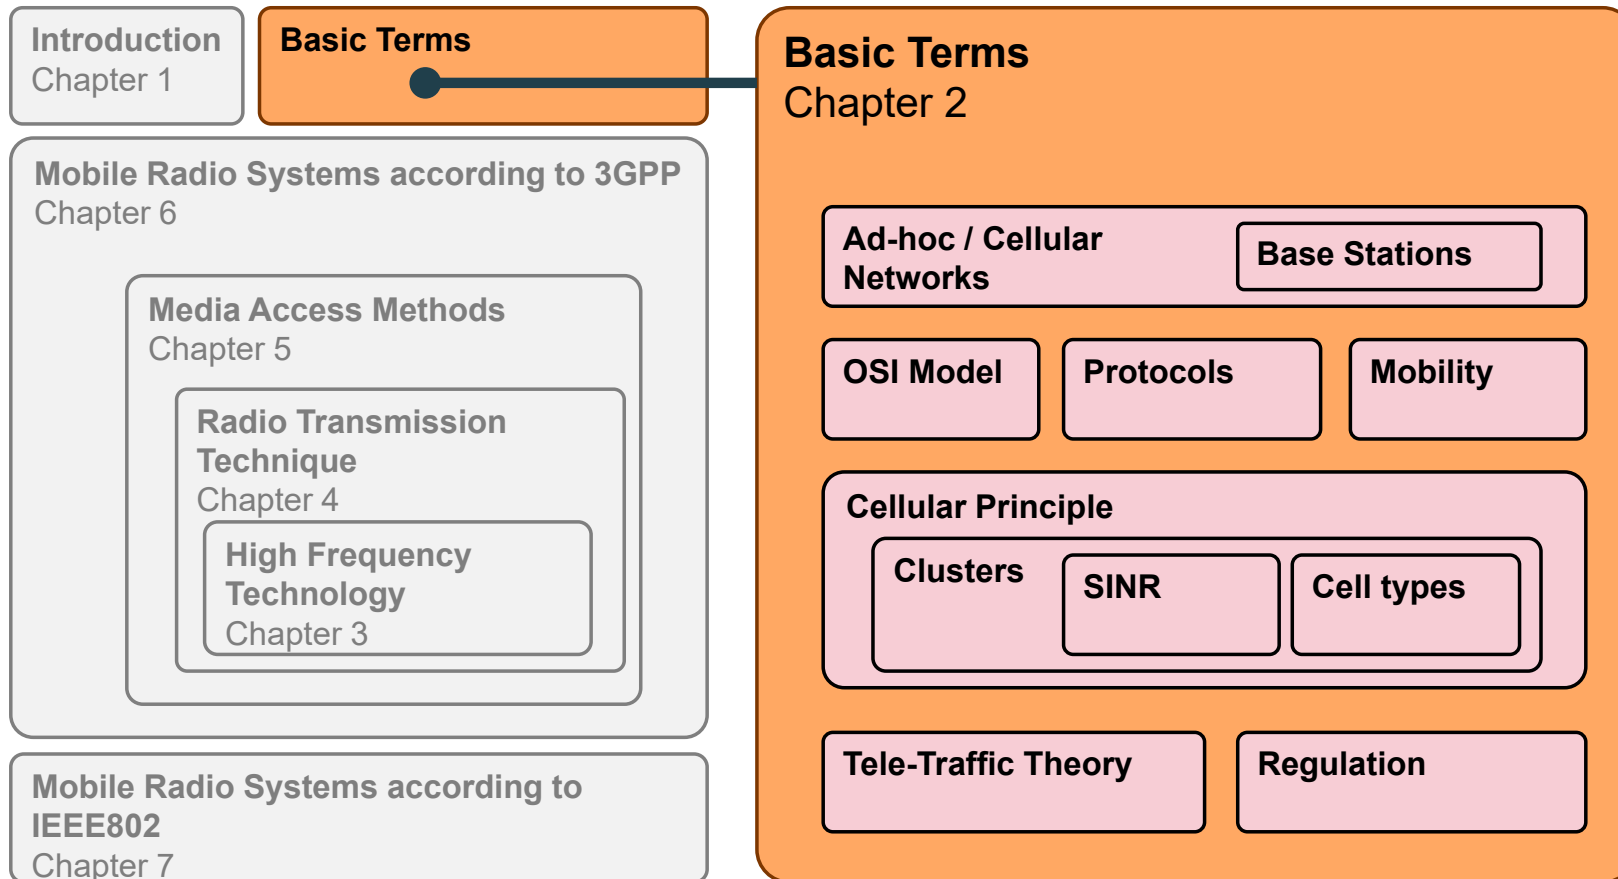 Introduction
Chapter 1
Basic Terms
Mobile Radio Systems according to 3GPP
Chapter 6
Media Access Methods
Chapter 5
Radio Transmission
Technique
Chapter 4
High Frequency
Technology
Chapter 3
Mobile Radio Systems according to
IEEE802
Chapter 7
Basic Terms
Chapter 2
Ad-hoc / Cellular
Networks
Base Stations
OSI Model
Protocols
Mobility
Cellular Principle
Clusters
SINR
Cell types
Tele-Traffic Theory
Regulation